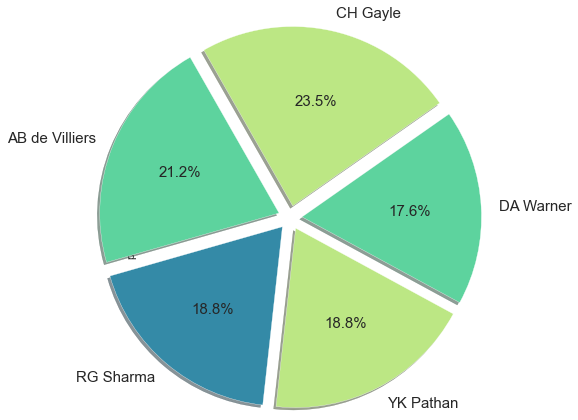 CH Gayle
23.5%
AB de Villiers
21.2%
17.6%
DA Warner
18.8%
18.8%
RG Sharma
YK Pathan